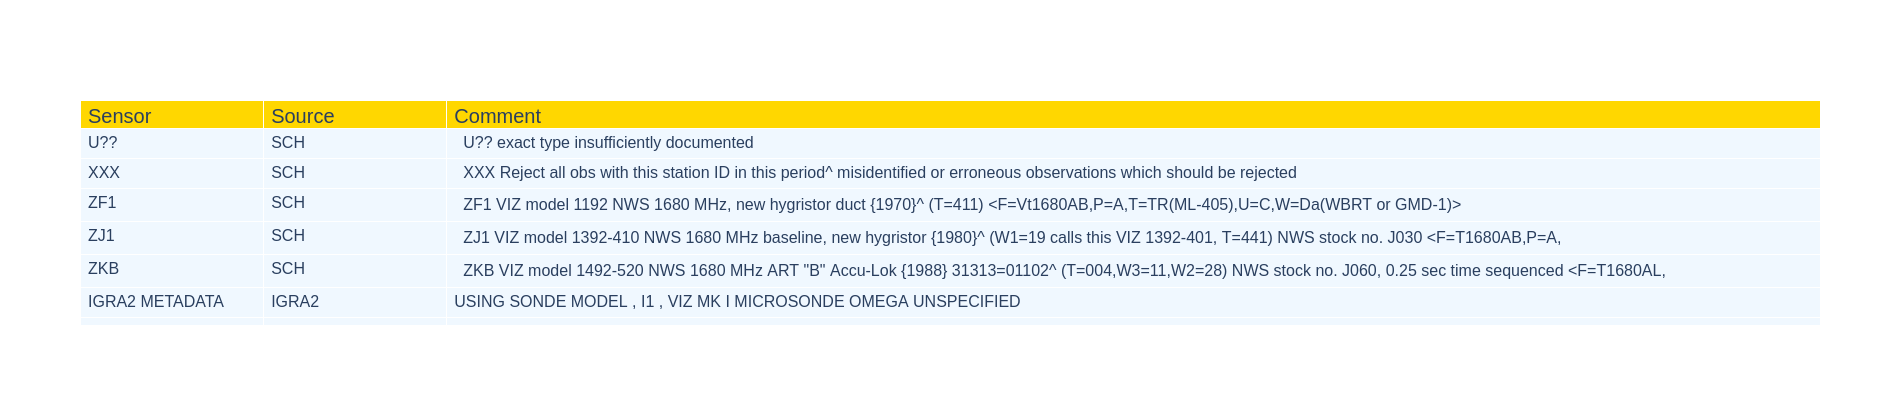 Sensor Source Comment
U?? SCH U?? exact type insufficiently documented
XXX SCH XXX Reject all obs with this station ID in this period^ misidentified or erroneous observations which should be rejected
ZF1 SCH ZF1 VIZ model 1192 NWS 1680 MHz, new hygristor duct {1970}^ (T=411) <F=Vt1680AB,P=A,T=TR(ML-405),U=C,W=Da(WBRT or GMD-1)>
ZJ1 SCH ZJ1 VIZ model 1392-410 NWS 1680 MHz baseline, new hygristor {1980}^ (W1=19 calls this VIZ 1392-401, T=441) NWS stock no. J030 <F=T1680AB,P=A,
ZKB SCH ZKB VIZ model 1492-520 NWS 1680 MHz ART "B" Accu-Lok {1988} 31313=01102^ (T=004,W3=11,W2=28) NWS stock no. J060, 0.25 sec time sequenced <F=T1680AL,
IGRA2 METADATA IGRA2 USING SONDE MODEL , I1 , VIZ MK I MICROSONDE OMEGA UNSPECIFIED